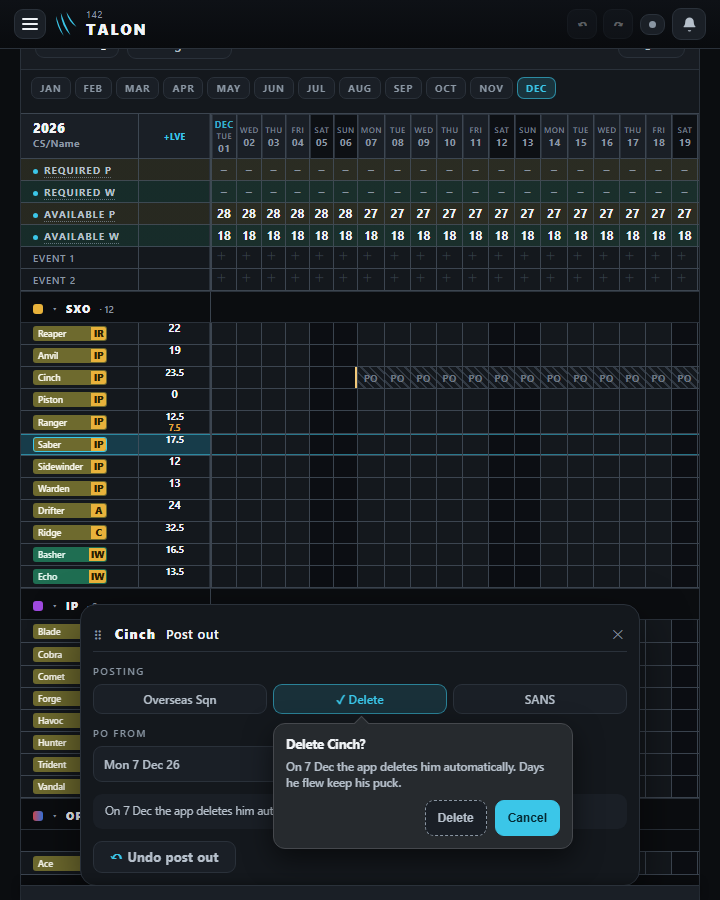 142
TALON
JAN FEB MAR APR MAY JUN JUL AUG SEP OCT NOV DEC
2026
CS/Name
+LVE
DEC
TUE WED THU FRI SAT SUN MON TUE WED THU FRI SAT SUN MON TUE WED THU FRI SAT
01 02 03 04 05 06 07 08 09 10 11 12 13 14 15 16 17 18 19
REQUIRED P – – – – – – – – – – – – – – – – – – –
REQUIRED W – – – – – – – – – – – – – – – – – – –
AVAILABLE P 28 28 28 28 28 28 27 27 27 27 27 27 27 27 27 27 27 27 27
AVAILABLE W 18 18 18 18 18 18 18 18 18 18 18 18 18 18 18 18 18 18 18
EVENT 1 + + + + + + + + + + + + + + + + + + +
EVENT 2 + + + + + + + + + + + + + + + + + + +
SXO · 12
Reaper IR 22
Anvil IP 19
Cinch IP 23.5 PO PO PO PO PO PO PO PO PO PO PO PO PO
Piston IP 0
Ranger IP 12.5
7.5
Saber IP 17.5
Sidewinder IP 12
Warden IP 13
Drifter A 24
Ridge C 32.5
Basher IW 16.5
Echo IW 13.5
IP
Blade
Cobra
Comet
Forge
Havoc
Hunter
Trident
Vandal
Ace
Cinch Post out
POSTING
Overseas Sqn ✓ Delete SANS
PO FROM
Mon 7 Dec 26
On 7 Dec the app deletes him aut
Undo post out
Delete Cinch?
On 7 Dec the app deletes him automatically. Days
he flew keep his puck.
Delete Cancel